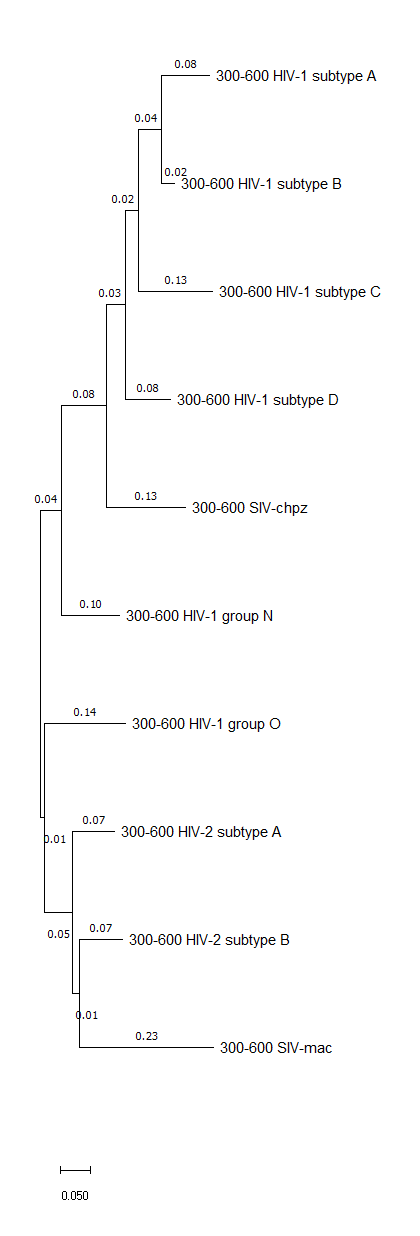 0.08
300-600 HIV-1 subtype A
0.04
0.02
300-600 HIV-1 subtype B
0.02
0.13
300-600 HIV-1 subtype C
0.03
0.08
300-600 HIV-1 subtype D
0.08
0.13
300-600 SIV-chpz
0.04
0.10
300-600 HIV-1 group N
0.14
300-600 HIV-1 group O
0.07
300-600 HIV-2 subtype A
0.01
0.07
300-600 HIV-2 subtype B
0.05
0.01
0.23
300-600 SIV-mac
0.050